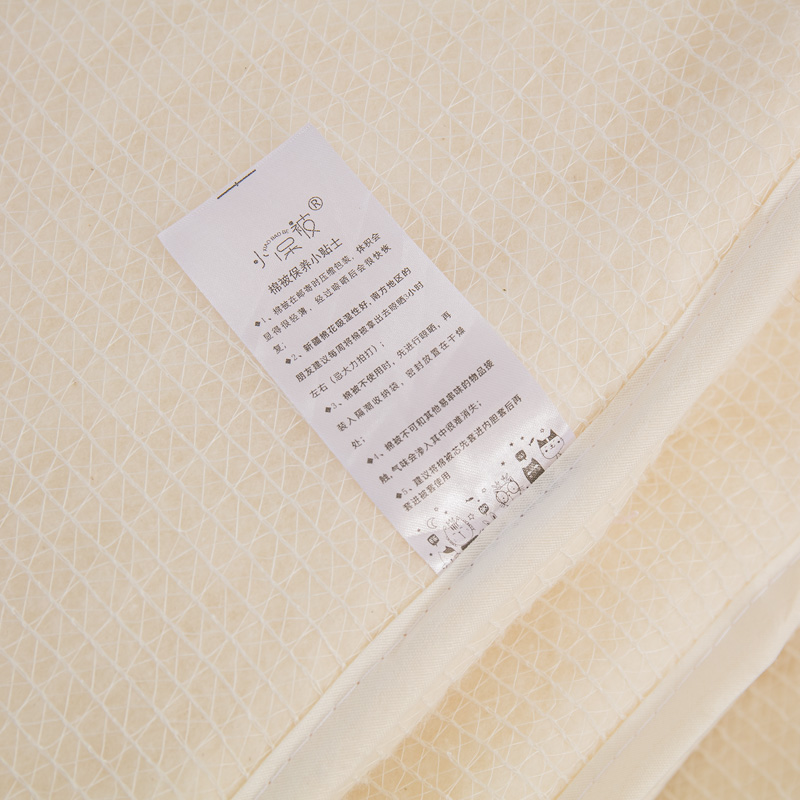 小保被®
XIAO BAO BEI
棉被保养小贴士
◆1、棉被在邮寄时压缩包装，体积会
显得很轻薄，经过晾晒后会很快恢
复；
◆2、新疆棉花吸湿性好，南方地区的
朋友建议每周将棉被拿出去晾晒3小时
左右（忌大力拍打）；
◆3、棉被不使用时，先进行晾晒，再
装入隔潮收纳袋，密封放置在干燥
处；
◆4、棉被不可和其他易串味的物品接
触，气味会渗入其中很难消失；
◆5、建议将棉被芯先套进内胆套后再
套进被套使用